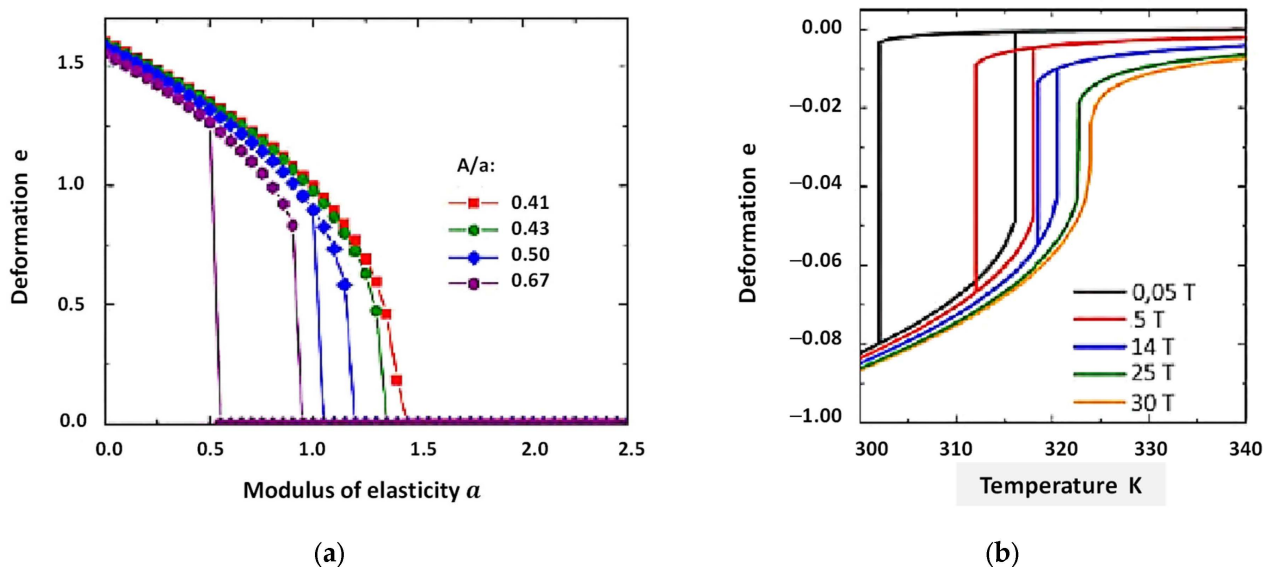 Deformation e
1.5
1.0
0.5
0.0
0.0 0.5 1.0 1.5 2.0 2.5
Modulus of elasticity a
A/a:
0.41
0.43
0.50
0.67
(a)
Deformation e
0.00
−0.02
−0.04
−0.06
−0.08
−1.00
300 310 320 330 340
Temperature K
0,05 T
.5 T
14 T
25 T
30 T
(b)